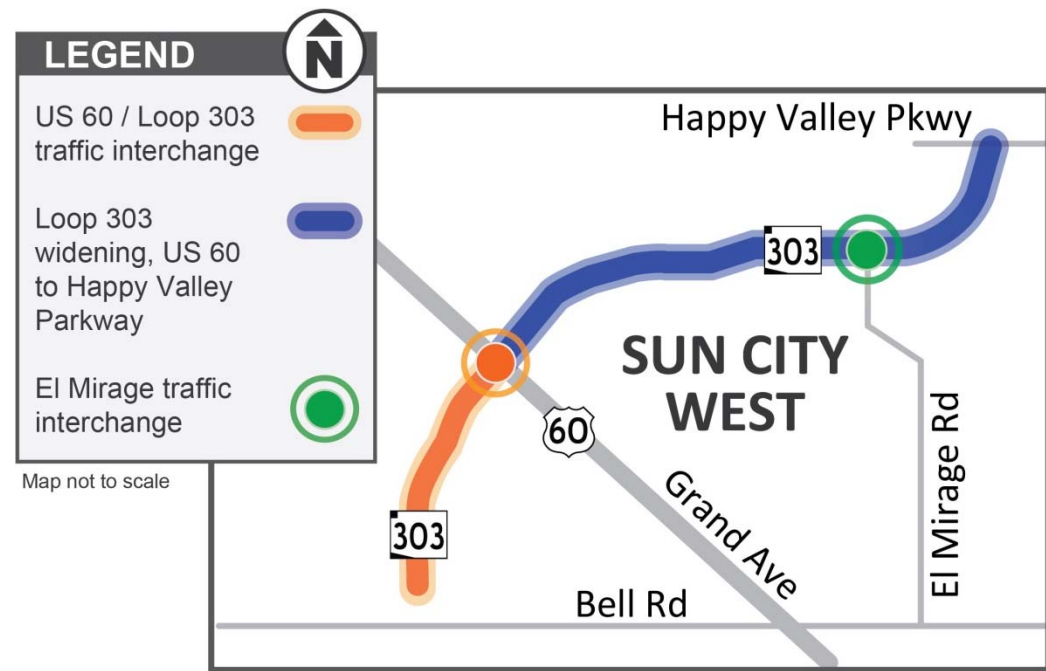 LEGEND
N
US 60 / Loop 303
traffic interchange
Loop 303
widening, US 60
to Happy Valley
Parkway
El Mirage traffic
interchange
Map not to scale
Happy Valley Pkwy
303
SUN CITY
WEST
60
Grand Ave
El Mirage Rd
303
Bell Rd